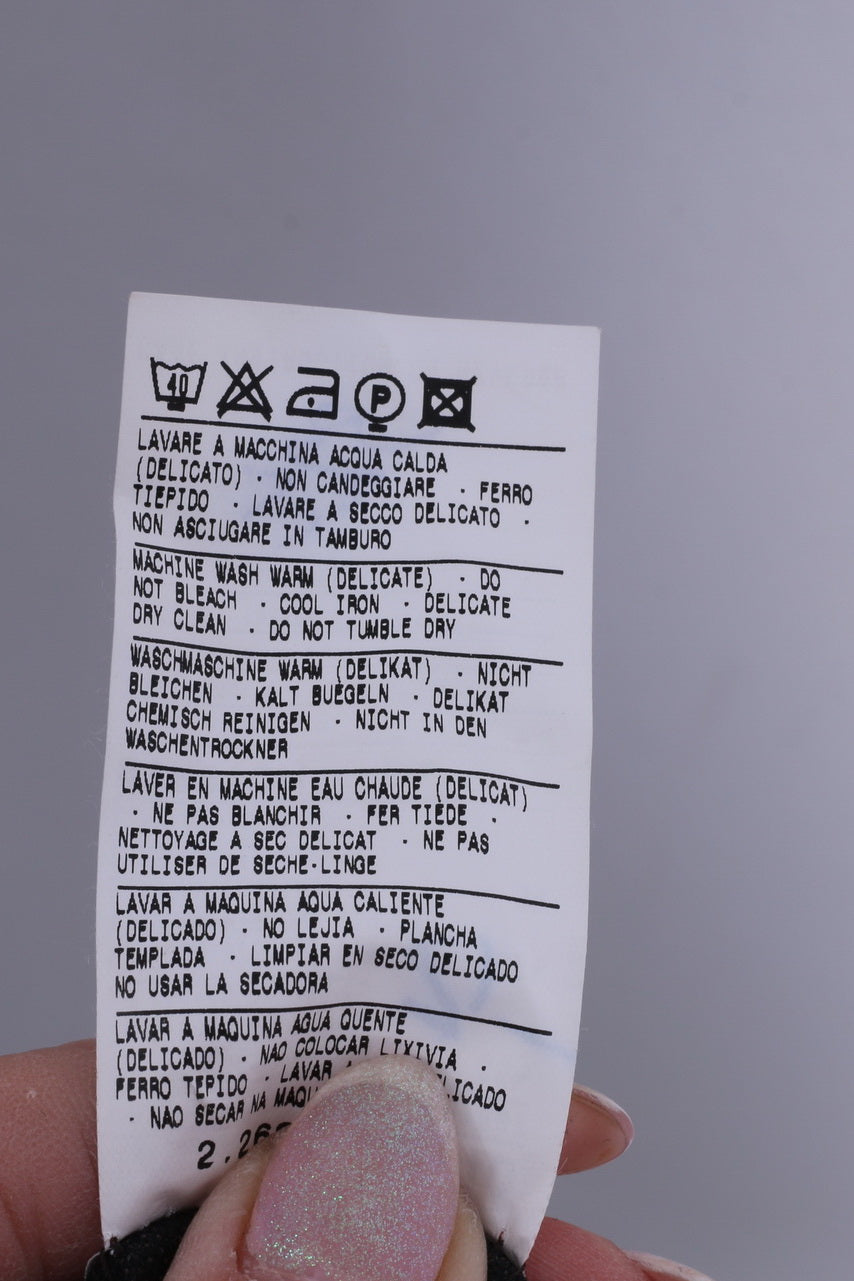 40 P
LAVARE A MACCHINA ACQUA CALDA
(DELICATO) · NON CANDEGGIARE · FERRO
TIEPIDO · LAVARE A SECCO DELICATO ·
NON ASCIUGARE IN TAMBURO
MACHINE WASH WARM (DELICATE) · DO
NOT BLEACH · COOL IRON · DELICATE
DRY CLEAN · DO NOT TUMBLE DRY
WASCHMASCHINE WARM (DELIKAT) · NICHT
BLEICHEN · KALT BUEGELN · DELIKAT
CHEMISCH REINIGEN · NICHT IN DEN
WASCHENTROCKNER
LAVER EN MACHINE EAU CHAUDE (DELICAT)
· NE PAS BLANCHIR · FER TIEDE ·
NETTOYAGE A SEC DELICAT · NE PAS
UTILISER DE SECHE-LINGE
LAVAR A MAQUINA AQUA CALIENTE
(DELICADO) · NO LEJIA · PLANCHA
TEMPLADA · LIMPIAR EN SECO DELICADO
NO USAR LA SECADORA
LAVAR A MAQUINA AGUA QUENTE
(DELICADO) · NAO COLOCAR LIXIVIA ·
FERRO TEPIDO · LAVAR
· NAO SECAR NA